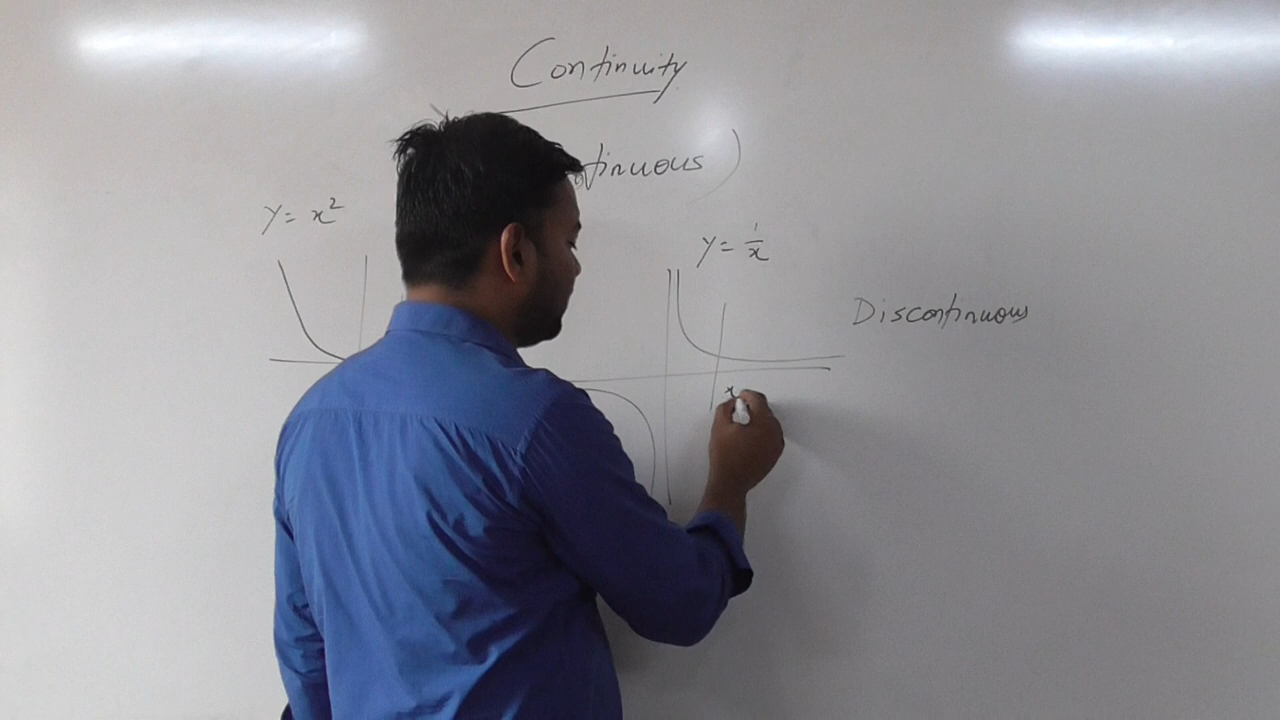 Continuity
tinuous)
y = x²
y = 1/x
Discontinuous
x